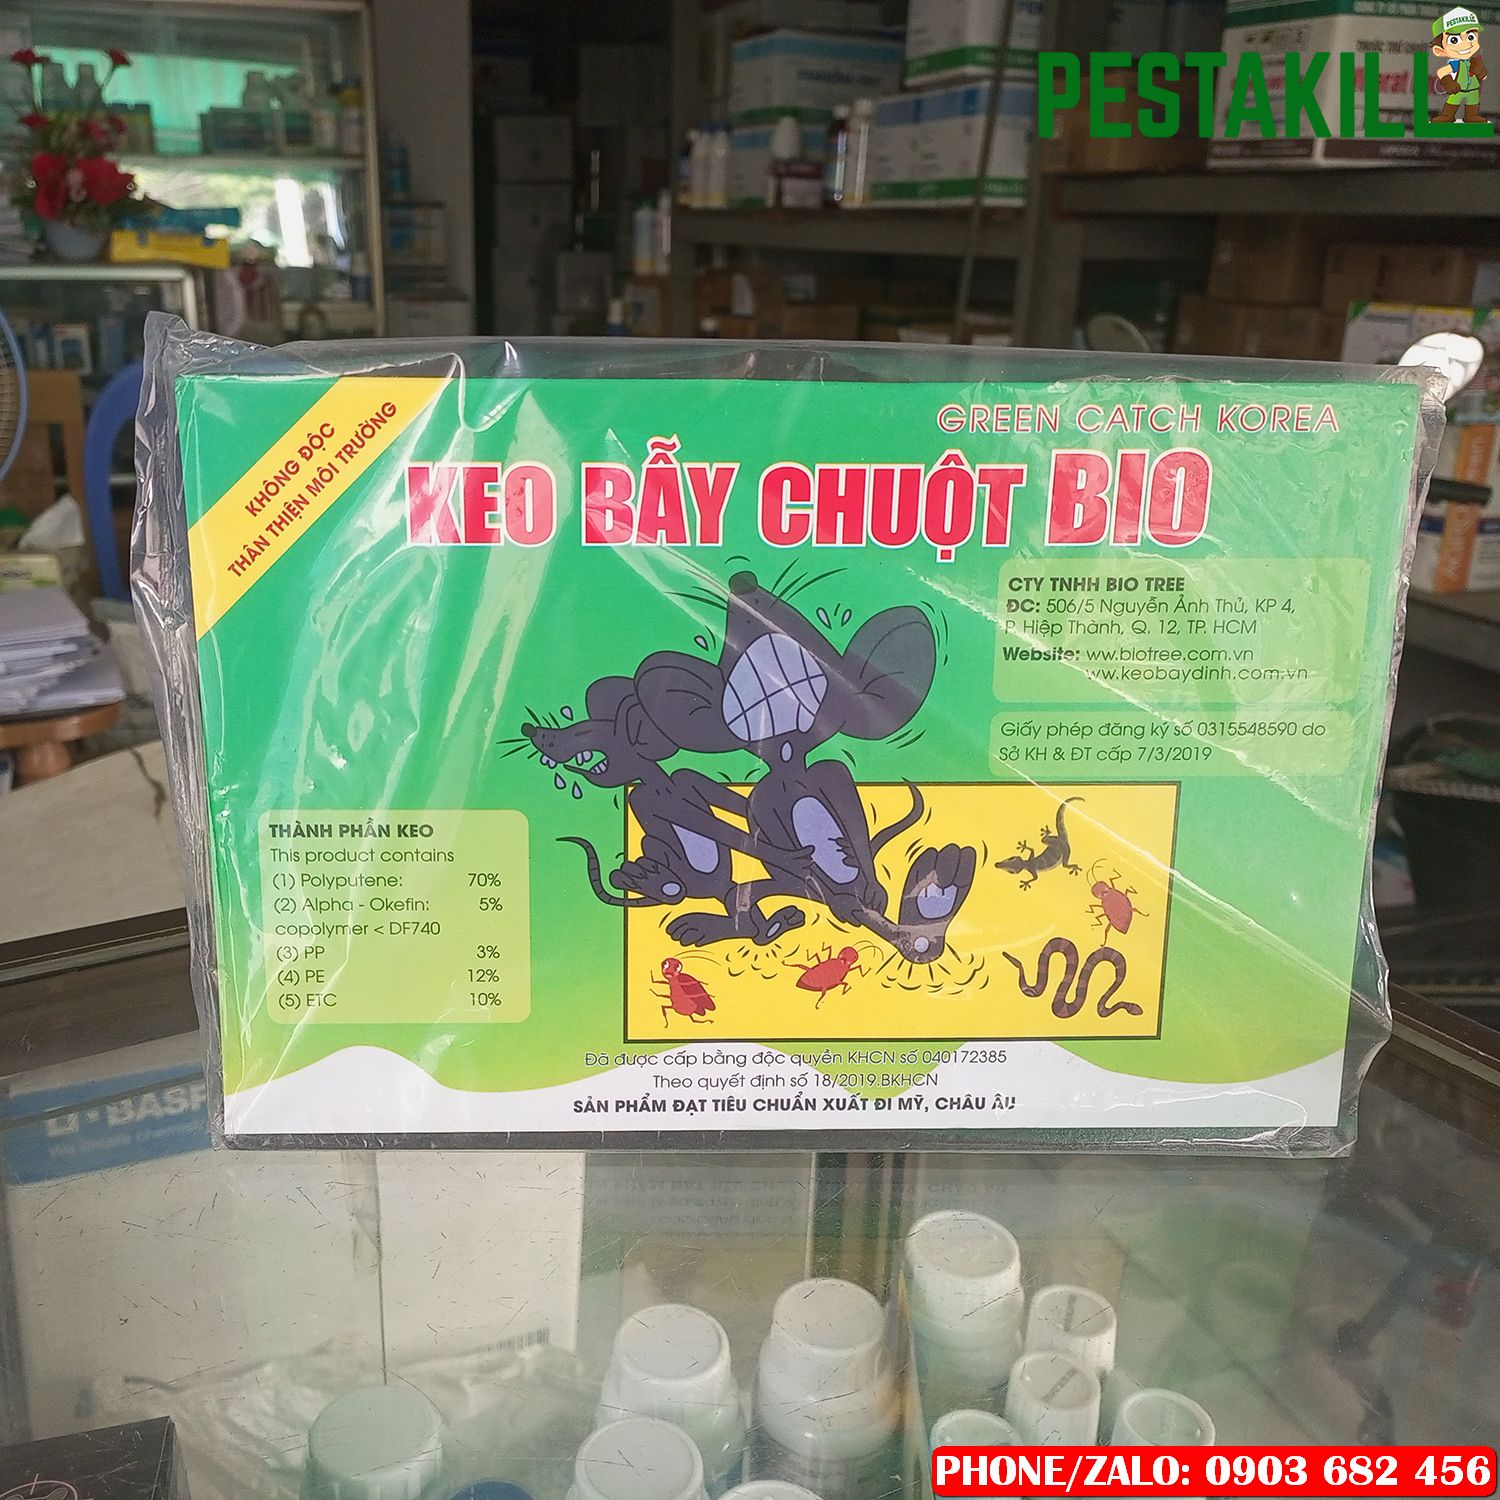 PESTAKILL
PESTAKILL
GREEN CATCH KOREA
KHÔNG ĐỘC
THÂN THIỆN MÔI TRƯỜNG
KEO BẪY CHUỘT BIO
CTY TNHH BIO TREE
ĐC: 506/5 Nguyễn Ảnh Thủ, KP 4,
P. Hiệp Thành, Q. 12, TP. HCM
Website: ww.biotree.com.vn
ww.keobaydinh.com.vn
Giấy phép đăng ký số 0315548590 do
Sở KH & ĐT cấp 7/3/2019
THÀNH PHẦN KEO
This product contains
(1) Polyputene: 70%
(2) Alpha - Okefin: 5%
copolymer < DF740
(3) PP 3%
(4) PE 12%
(5) ETC 10%
Đã được cấp bằng độc quyền KHCN số 040172385
Theo quyết định số 18/2019.BKHCN
SẢN PHẨM ĐẠT TIÊU CHUẨN XUẤT ĐI MỸ, CHÂU ÂU
BASF
PHONE/ZALO: 0903 682 456